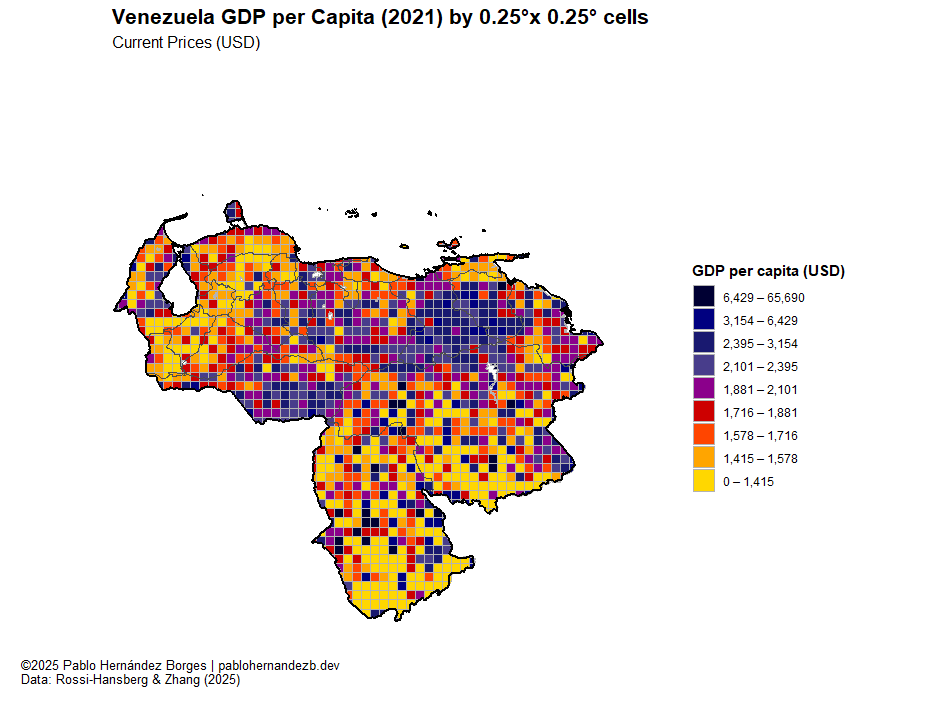 Venezuela GDP per Capita (2021) by 0.25°x 0.25° cells
Current Prices (USD)
GDP per capita (USD)
6,429 – 65,690
3,154 – 6,429
2,395 – 3,154
2,101 – 2,395
1,881 – 2,101
1,716 – 1,881
1,578 – 1,716
1,415 – 1,578
0 – 1,415
©2025 Pablo Hernández Borges | pablohernandezb.dev
Data: Rossi-Hansberg & Zhang (2025)